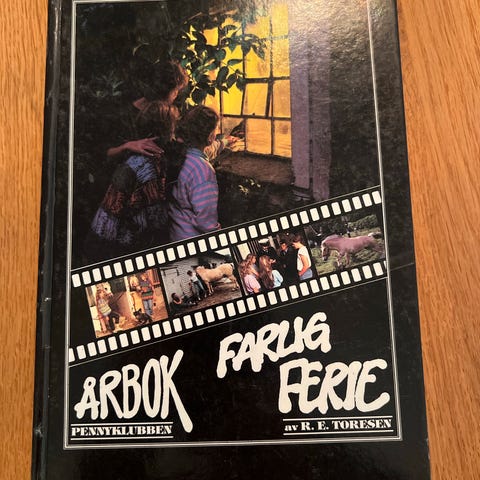 ÅRBOK
PENNYKLUBBEN
FARLIG
FERIE
av R. E. TORESEN